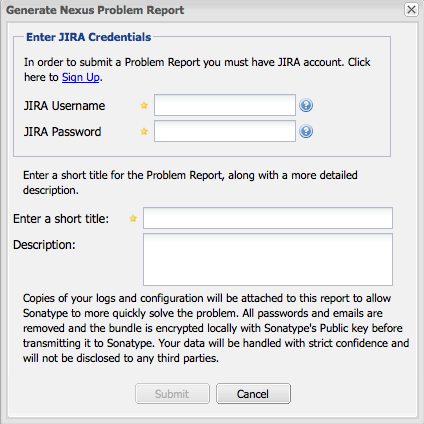 Generate Nexus Problem Report
Enter JIRA Credentials
In order to submit a Problem Report you must have JIRA account. Click
here to Sign Up.
JIRA Username
JIRA Password
Enter a short title for the Problem Report, along with a more detailed
description.
Enter a short title:
Description:
Copies of your logs and configuration will be attached to this report to allow
Sonatype to more quickly solve the problem. All passwords and emails are
removed and the bundle is encrypted locally with Sonatype's Public key before
transmitting it to Sonatype. Your data will be handled with strict confidence and
will not be disclosed to any third parties.
Submit
Cancel